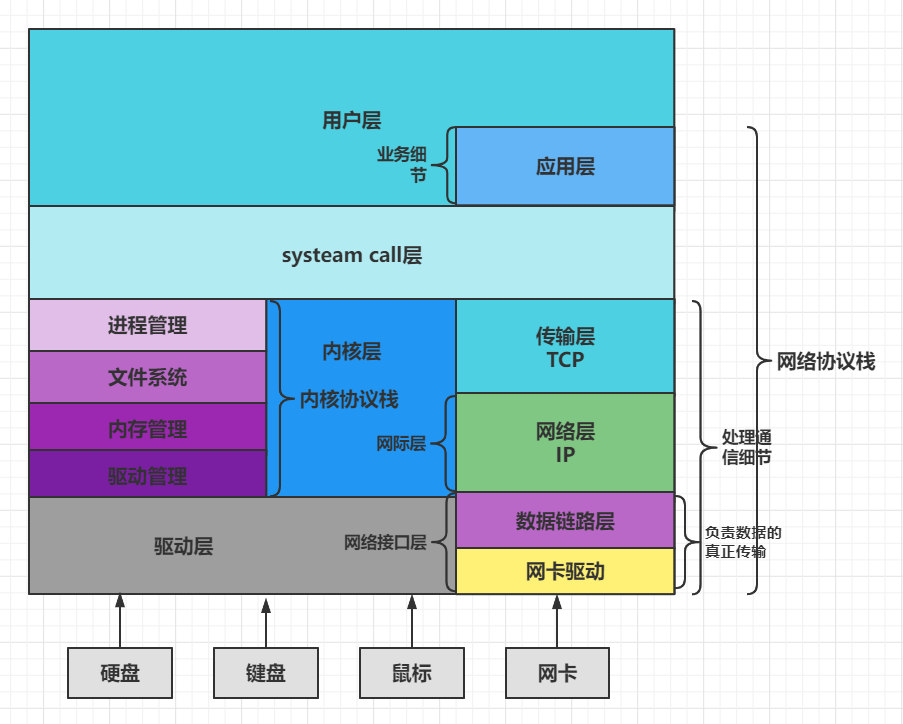 用户层
业务细
节
应用层
systeam call层
进程管理
文件系统
内存管理
驱动管理
内核层
内核协议栈
传输层
TCP
网际层
网络层
IP
网络协议栈
处理通
信细节
驱动层
网络接口层
数据链路层
网卡驱动
负责数据的
真正传输
硬盘
键盘
鼠标
网卡